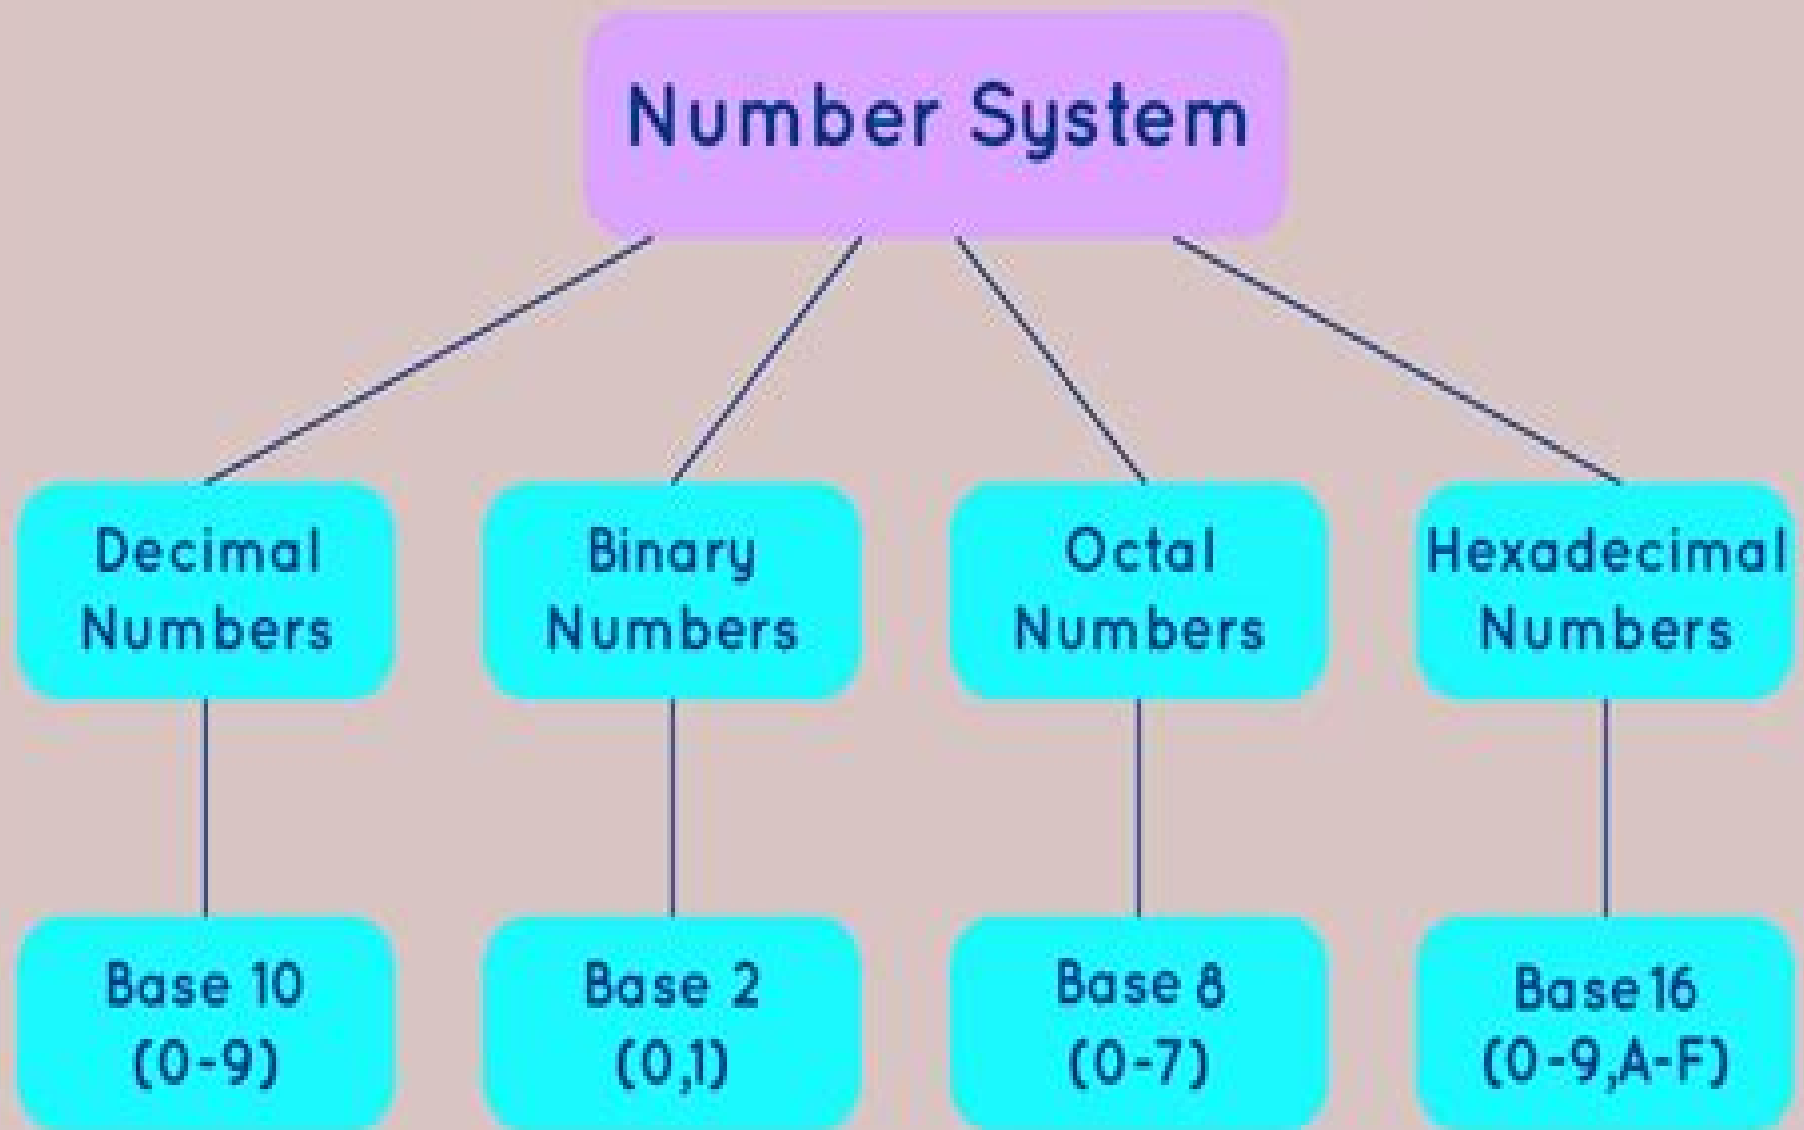 Number System
Decimal
Numbers
Binary
Numbers
Octal
Numbers
Hexadecimal
Numbers
Base 10
(0-9)
Base 2
(0,1)
Base 8
(0-7)
Base 16
(0-9,A-F)